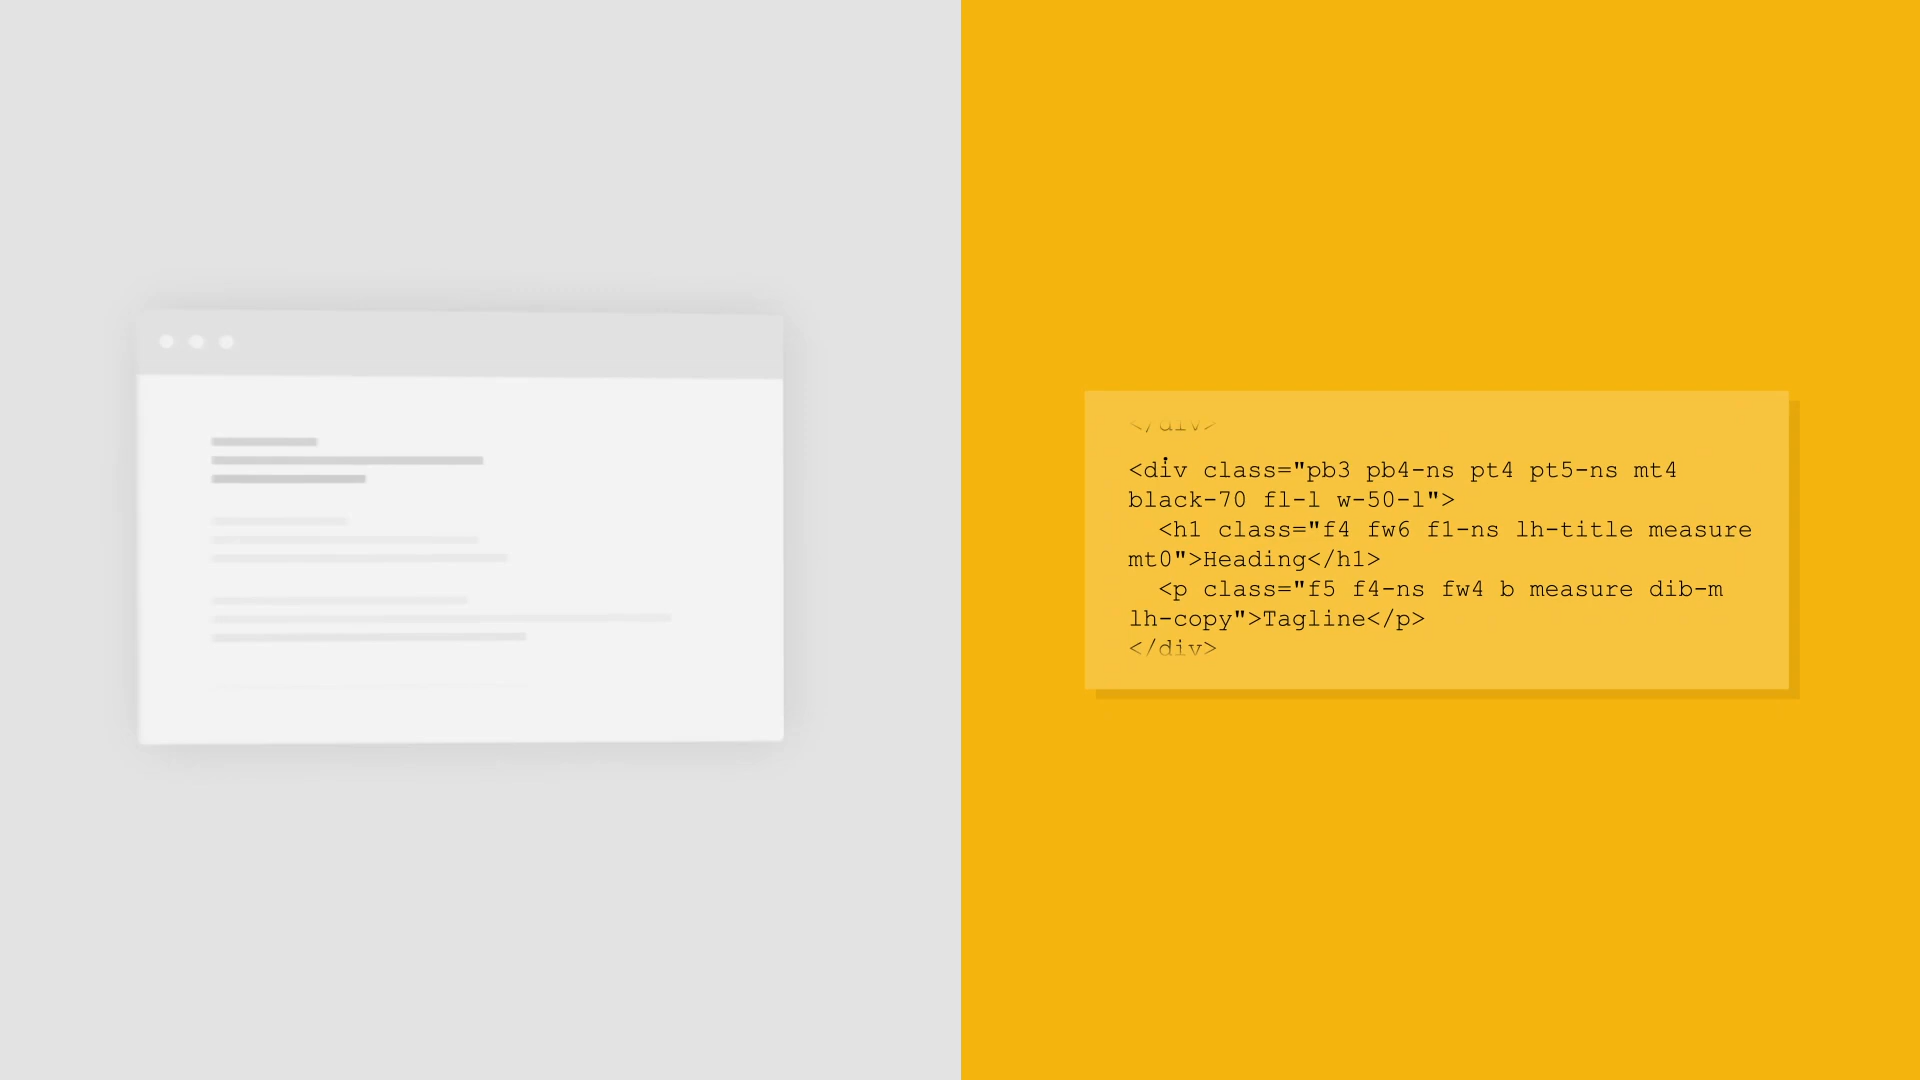 </div>
<div class="pb3 pb4-ns pt4 pt5-ns mt4
black-70 fl-l w-50-l">
<h1 class="f4 fw6 f1-ns lh-title measure
mt0">Heading</h1>
<p class="f5 f4-ns fw4 b measure dib-m
lh-copy">Tagline</p>
</div>